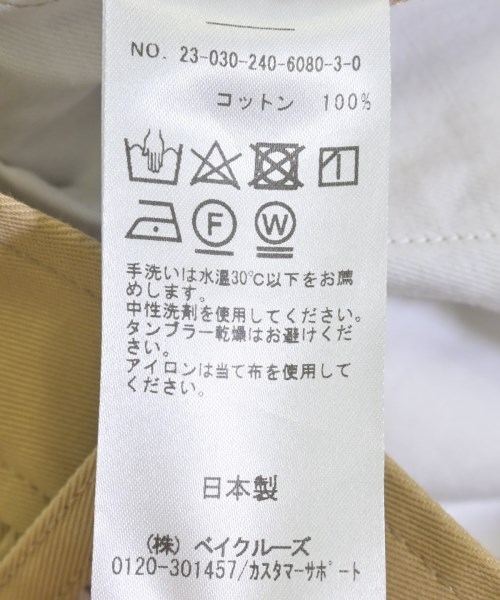 NO. 23-030-240-6080-3-0
コットン 100%
F W
手洗いは水温30℃以下をお薦
めします。
中性洗剤を使用してください。
タンブラー乾燥はお避けくだ
さい。
アイロンは当て布を使用して
ください。
日本製
(株) ベイクルーズ
0120-301457/カスタマーサポート